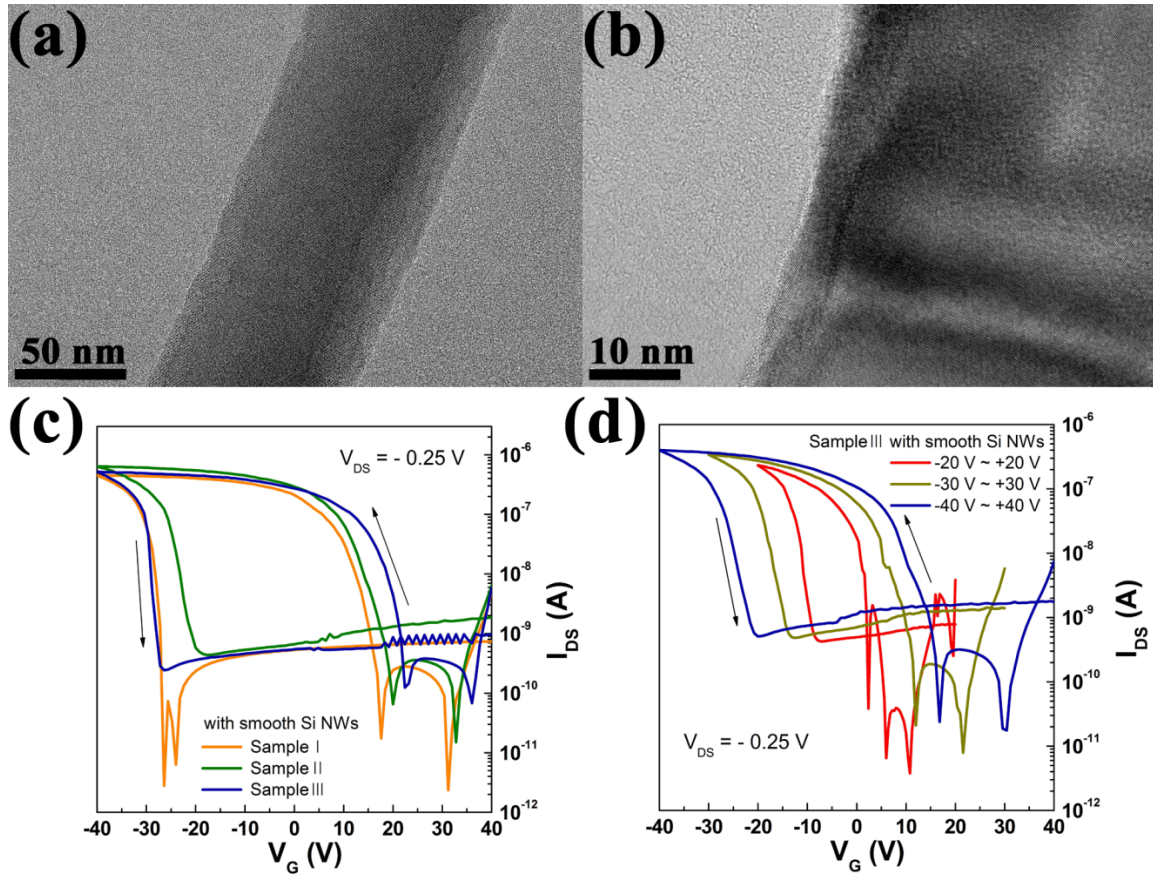 (a)
50 nm
(b)
10 nm
(c)
V_DS = - 0.25 V
with smooth Si NWs
Sample Ⅰ
Sample Ⅱ
Sample Ⅲ
10^-6
10^-7
10^-8
10^-9
10^-10
10^-11
10^-12
I_DS (A)
-40 -30 -20 -10 0 10 20 30 40
V_G (V)
(d)
Sample Ⅲ with smooth Si NWs
-20 V ~ +20 V
-30 V ~ +30 V
-40 V ~ +40 V
V_DS = - 0.25 V
10^-6
10^-7
10^-8
10^-9
10^-10
10^-11
10^-12
I_DS (A)
-40 -30 -20 -10 0 10 20 30 40
V_G (V)